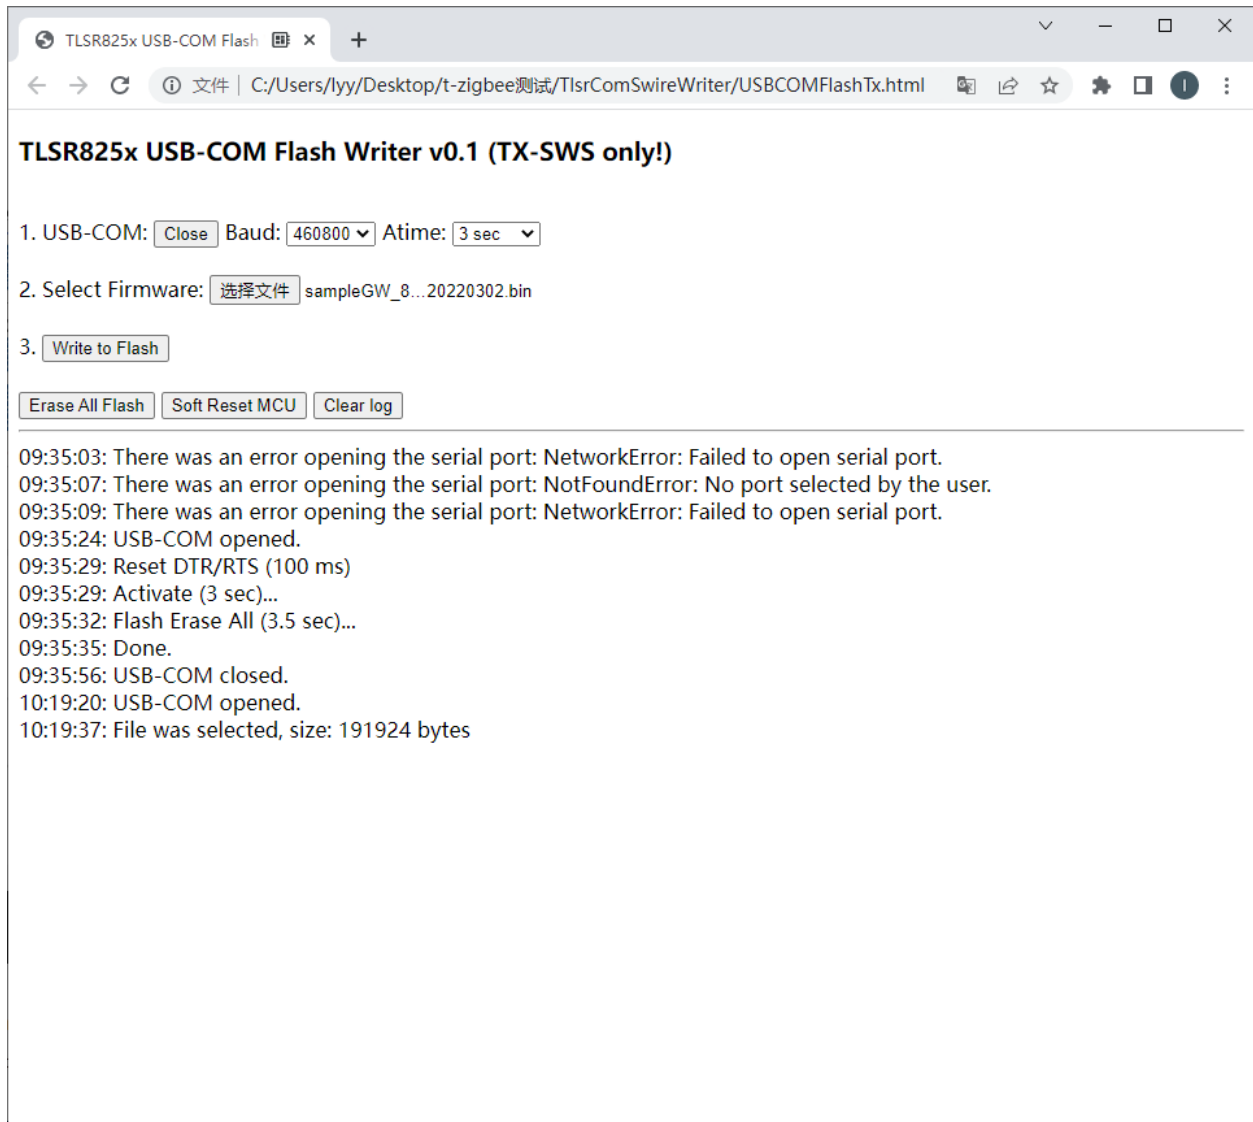 TLSR825x USB-COM Flash
文件 C:/Users/lyy/Desktop/t-zigbee测试/TlsrComSwireWriter/USBCOMFlashTx.html
TLSR825x USB-COM Flash Writer v0.1 (TX-SWS only!)
1. USB-COM: Close Baud: 460800 Atime: 3 sec
2. Select Firmware: 选择文件 sampleGW_8...20220302.bin
3. Write to Flash
Erase All Flash Soft Reset MCU Clear log
09:35:03: There was an error opening the serial port: NetworkError: Failed to open serial port.
09:35:07: There was an error opening the serial port: NotFoundError: No port selected by the user.
09:35:09: There was an error opening the serial port: NetworkError: Failed to open serial port.
09:35:24: USB-COM opened.
09:35:29: Reset DTR/RTS (100 ms)
09:35:29: Activate (3 sec)...
09:35:32: Flash Erase All (3.5 sec)...
09:35:35: Done.
09:35:56: USB-COM closed.
10:19:20: USB-COM opened.
10:19:37: File was selected, size: 191924 bytes